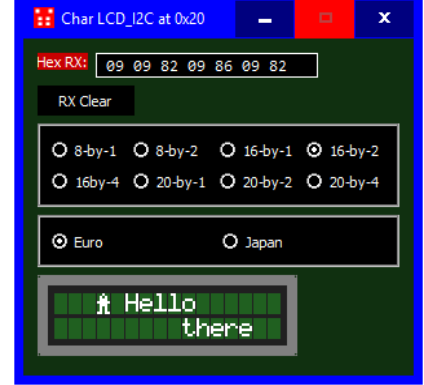 Char LCD_I2C at 0x20
Hex RX: 09 09 82 09 86 09 82
RX Clear
8-by-1 8-by-2 16-by-1 16-by-2
16by-4 20-by-1 20-by-2 20-by-4
Euro Japan
Hello
there